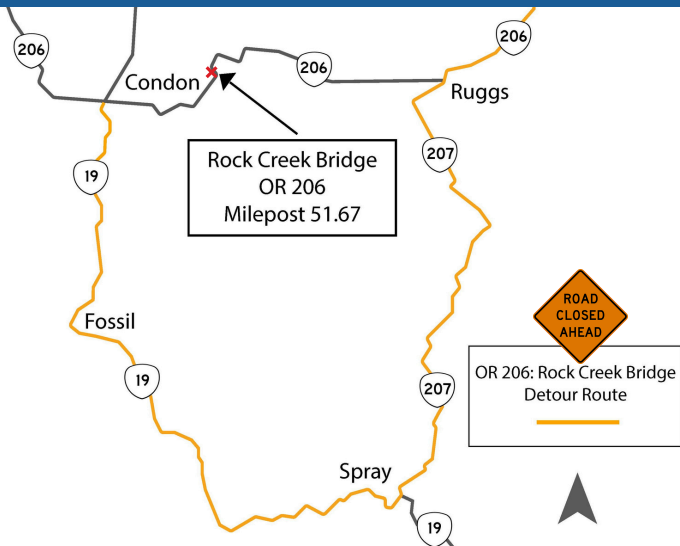 206
206
206
Condon
Ruggs
Rock Creek Bridge
OR 206
Milepost 51.67
207
19
Fossil
ROAD
CLOSED
AHEAD
OR 206: Rock Creek Bridge
Detour Route
19
207
Spray
19